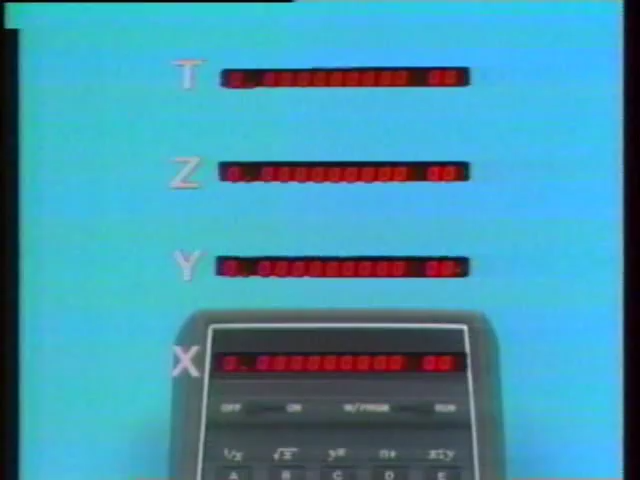 T 0.000000000 00
Z 0.000000000 00
Y 0.000000000 00
X 0.000000000 00
OFF ON W/PRGM RUN
1/x √x yˣ R↓ x⇄y
A B C D E